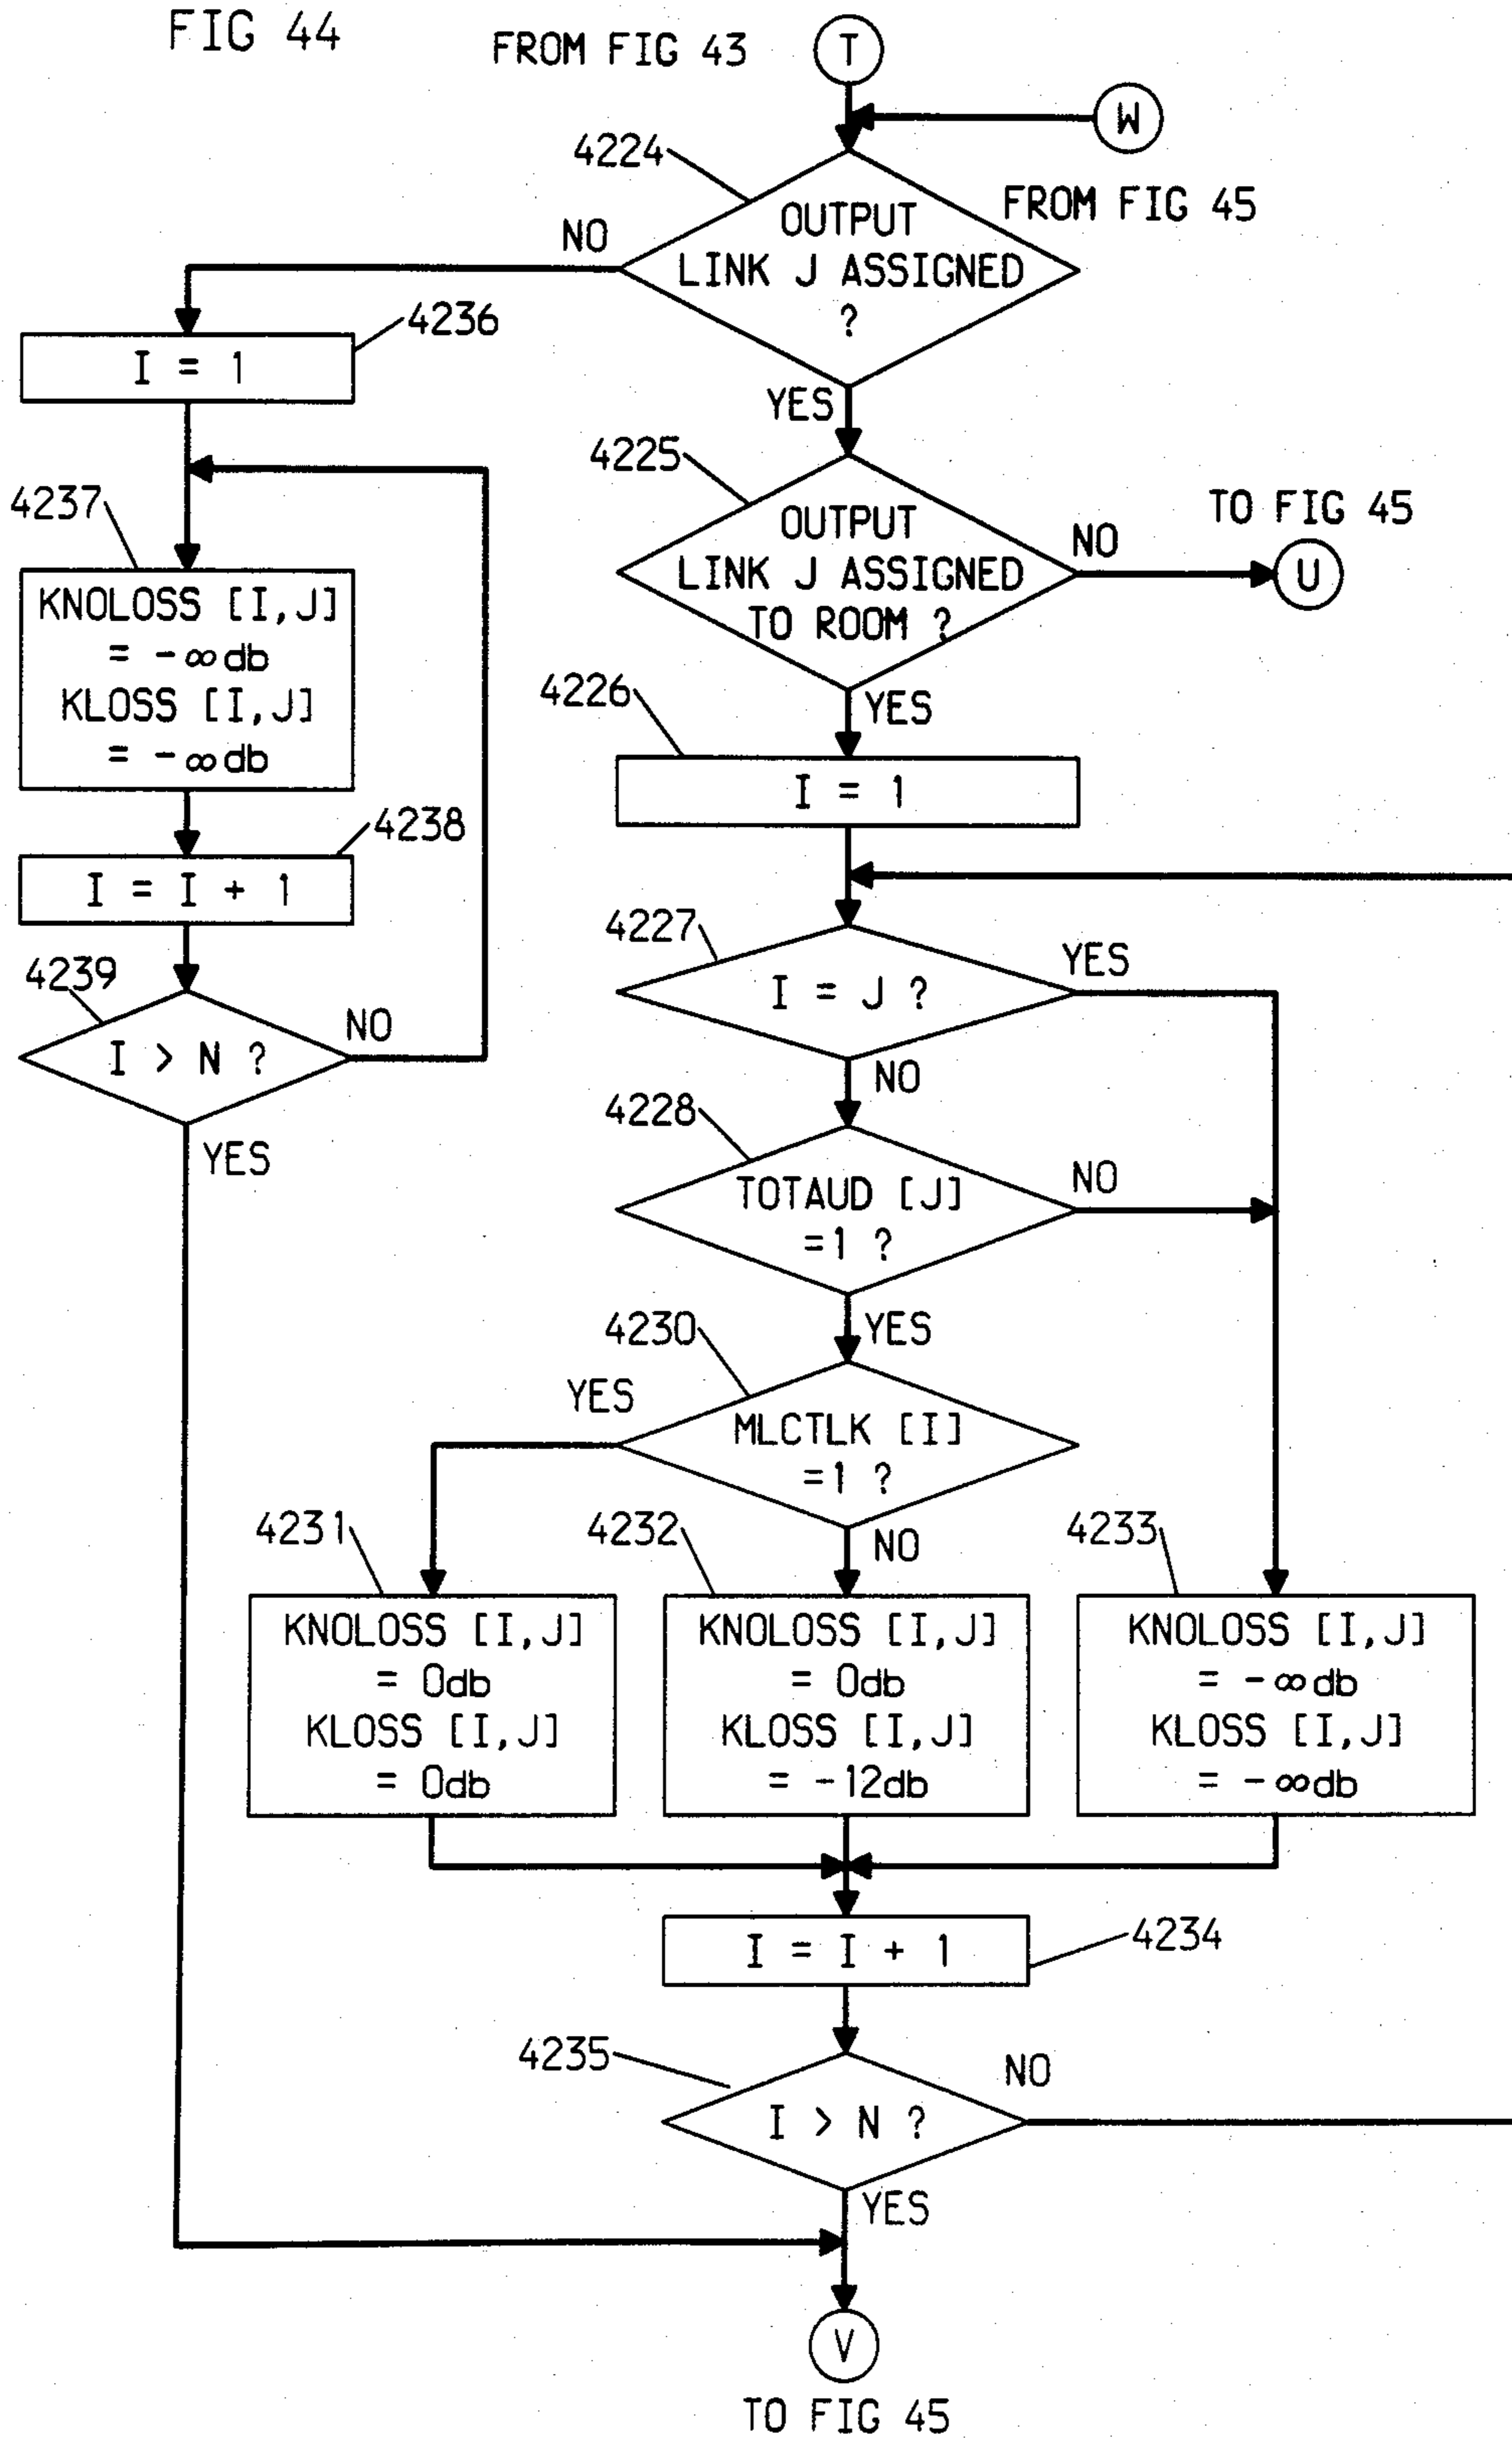 FIG 44
FROM FIG 43
T
W
FROM FIG 45
4224
OUTPUT
LINK J ASSIGNED
?
NO
YES
4236
I = 1
4237
KNOLOSS [I,J]
= -∞db
KLOSS [I,J]
= -∞db
4238
I = I + 1
4239
I > N ?
NO
YES
4225
OUTPUT
LINK J ASSIGNED
TO ROOM ?
NO
TO FIG 45
U
YES
4226
I = 1
4227
I = J ?
YES
NO
4228
TOTAUD [J]
=1 ?
NO
YES
4230
MLCTLK [I]
=1 ?
YES
NO
4231
KNOLOSS [I,J]
= 0db
KLOSS [I,J]
= 0db
4232
KNOLOSS [I,J]
= 0db
KLOSS [I,J]
= -12db
4233
KNOLOSS [I,J]
= -∞db
KLOSS [I,J]
= -∞db
4234
I = I + 1
4235
I > N ?
NO
YES
V
TO FIG 45